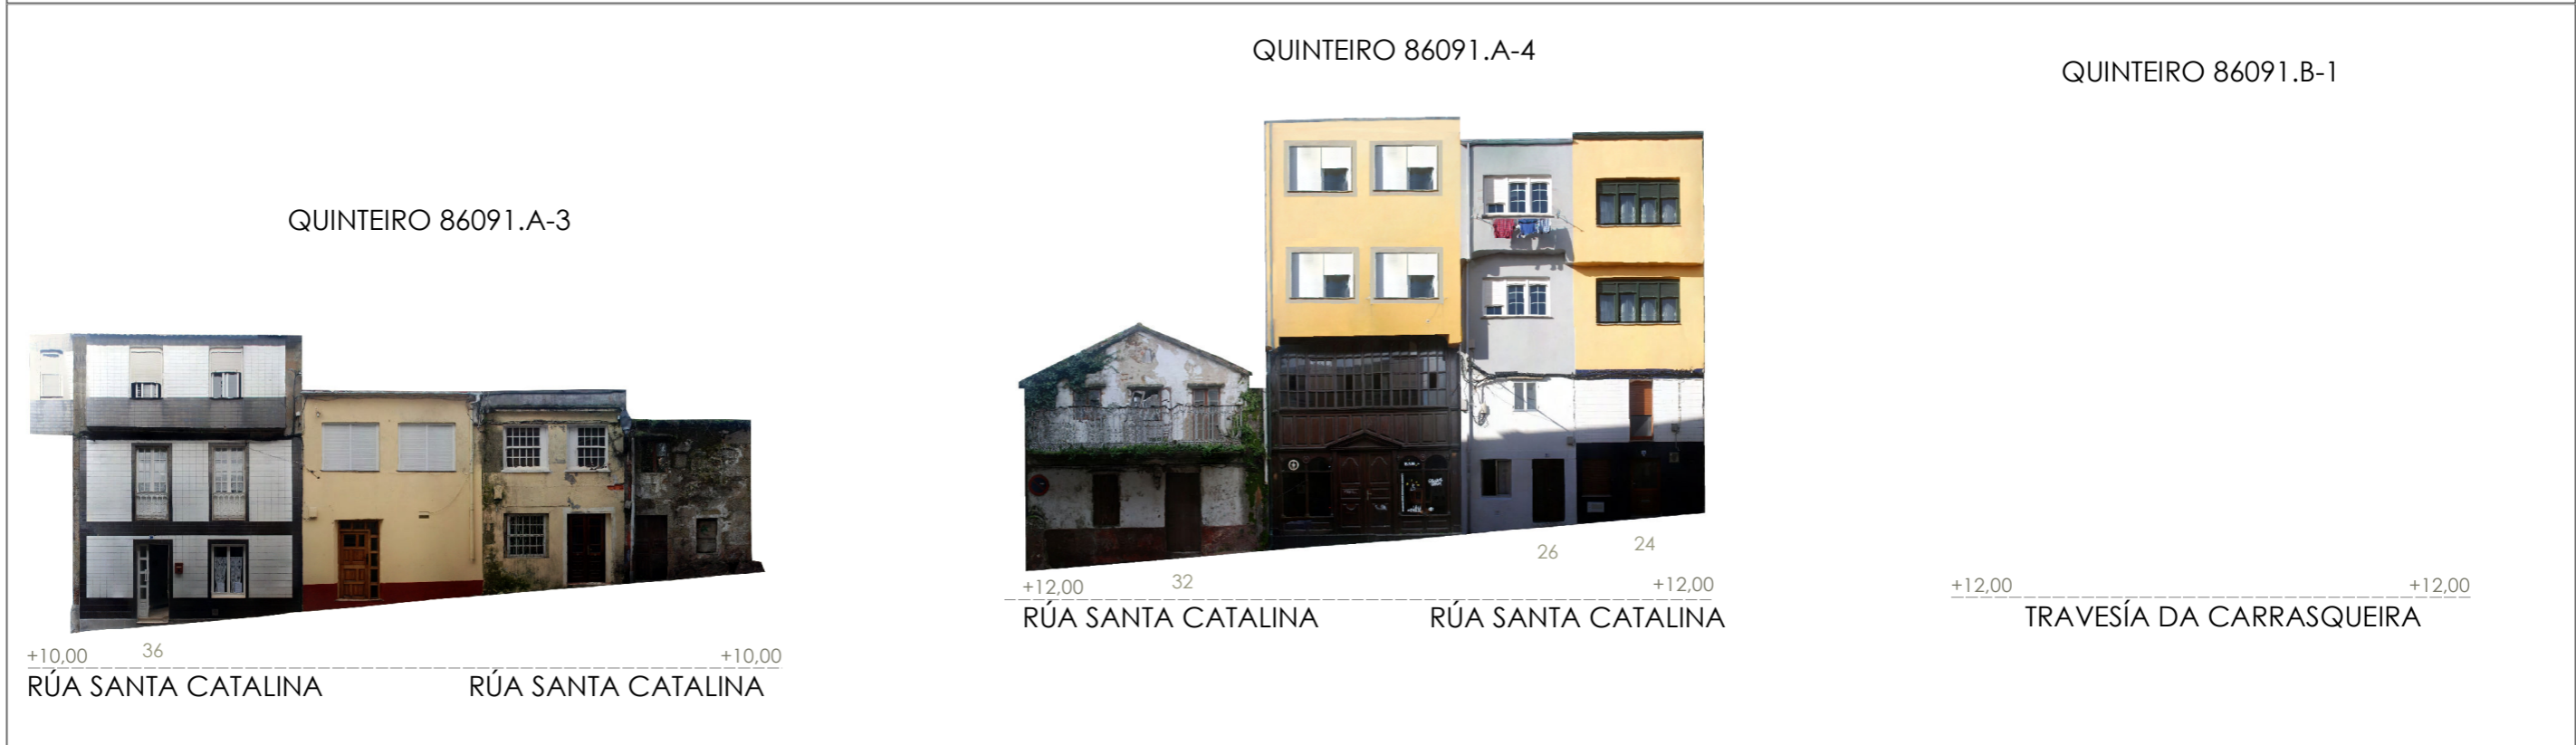 QUINTEIRO 86091.A-3
36
+10,00 +10,00
RÚA SANTA CATALINA RÚA SANTA CATALINA
QUINTEIRO 86091.A-4
26 24
+12,00 32 +12,00
RÚA SANTA CATALINA RÚA SANTA CATALINA
QUINTEIRO 86091.B-1
+12,00 +12,00
TRAVESÍA DA CARRASQUEIRA